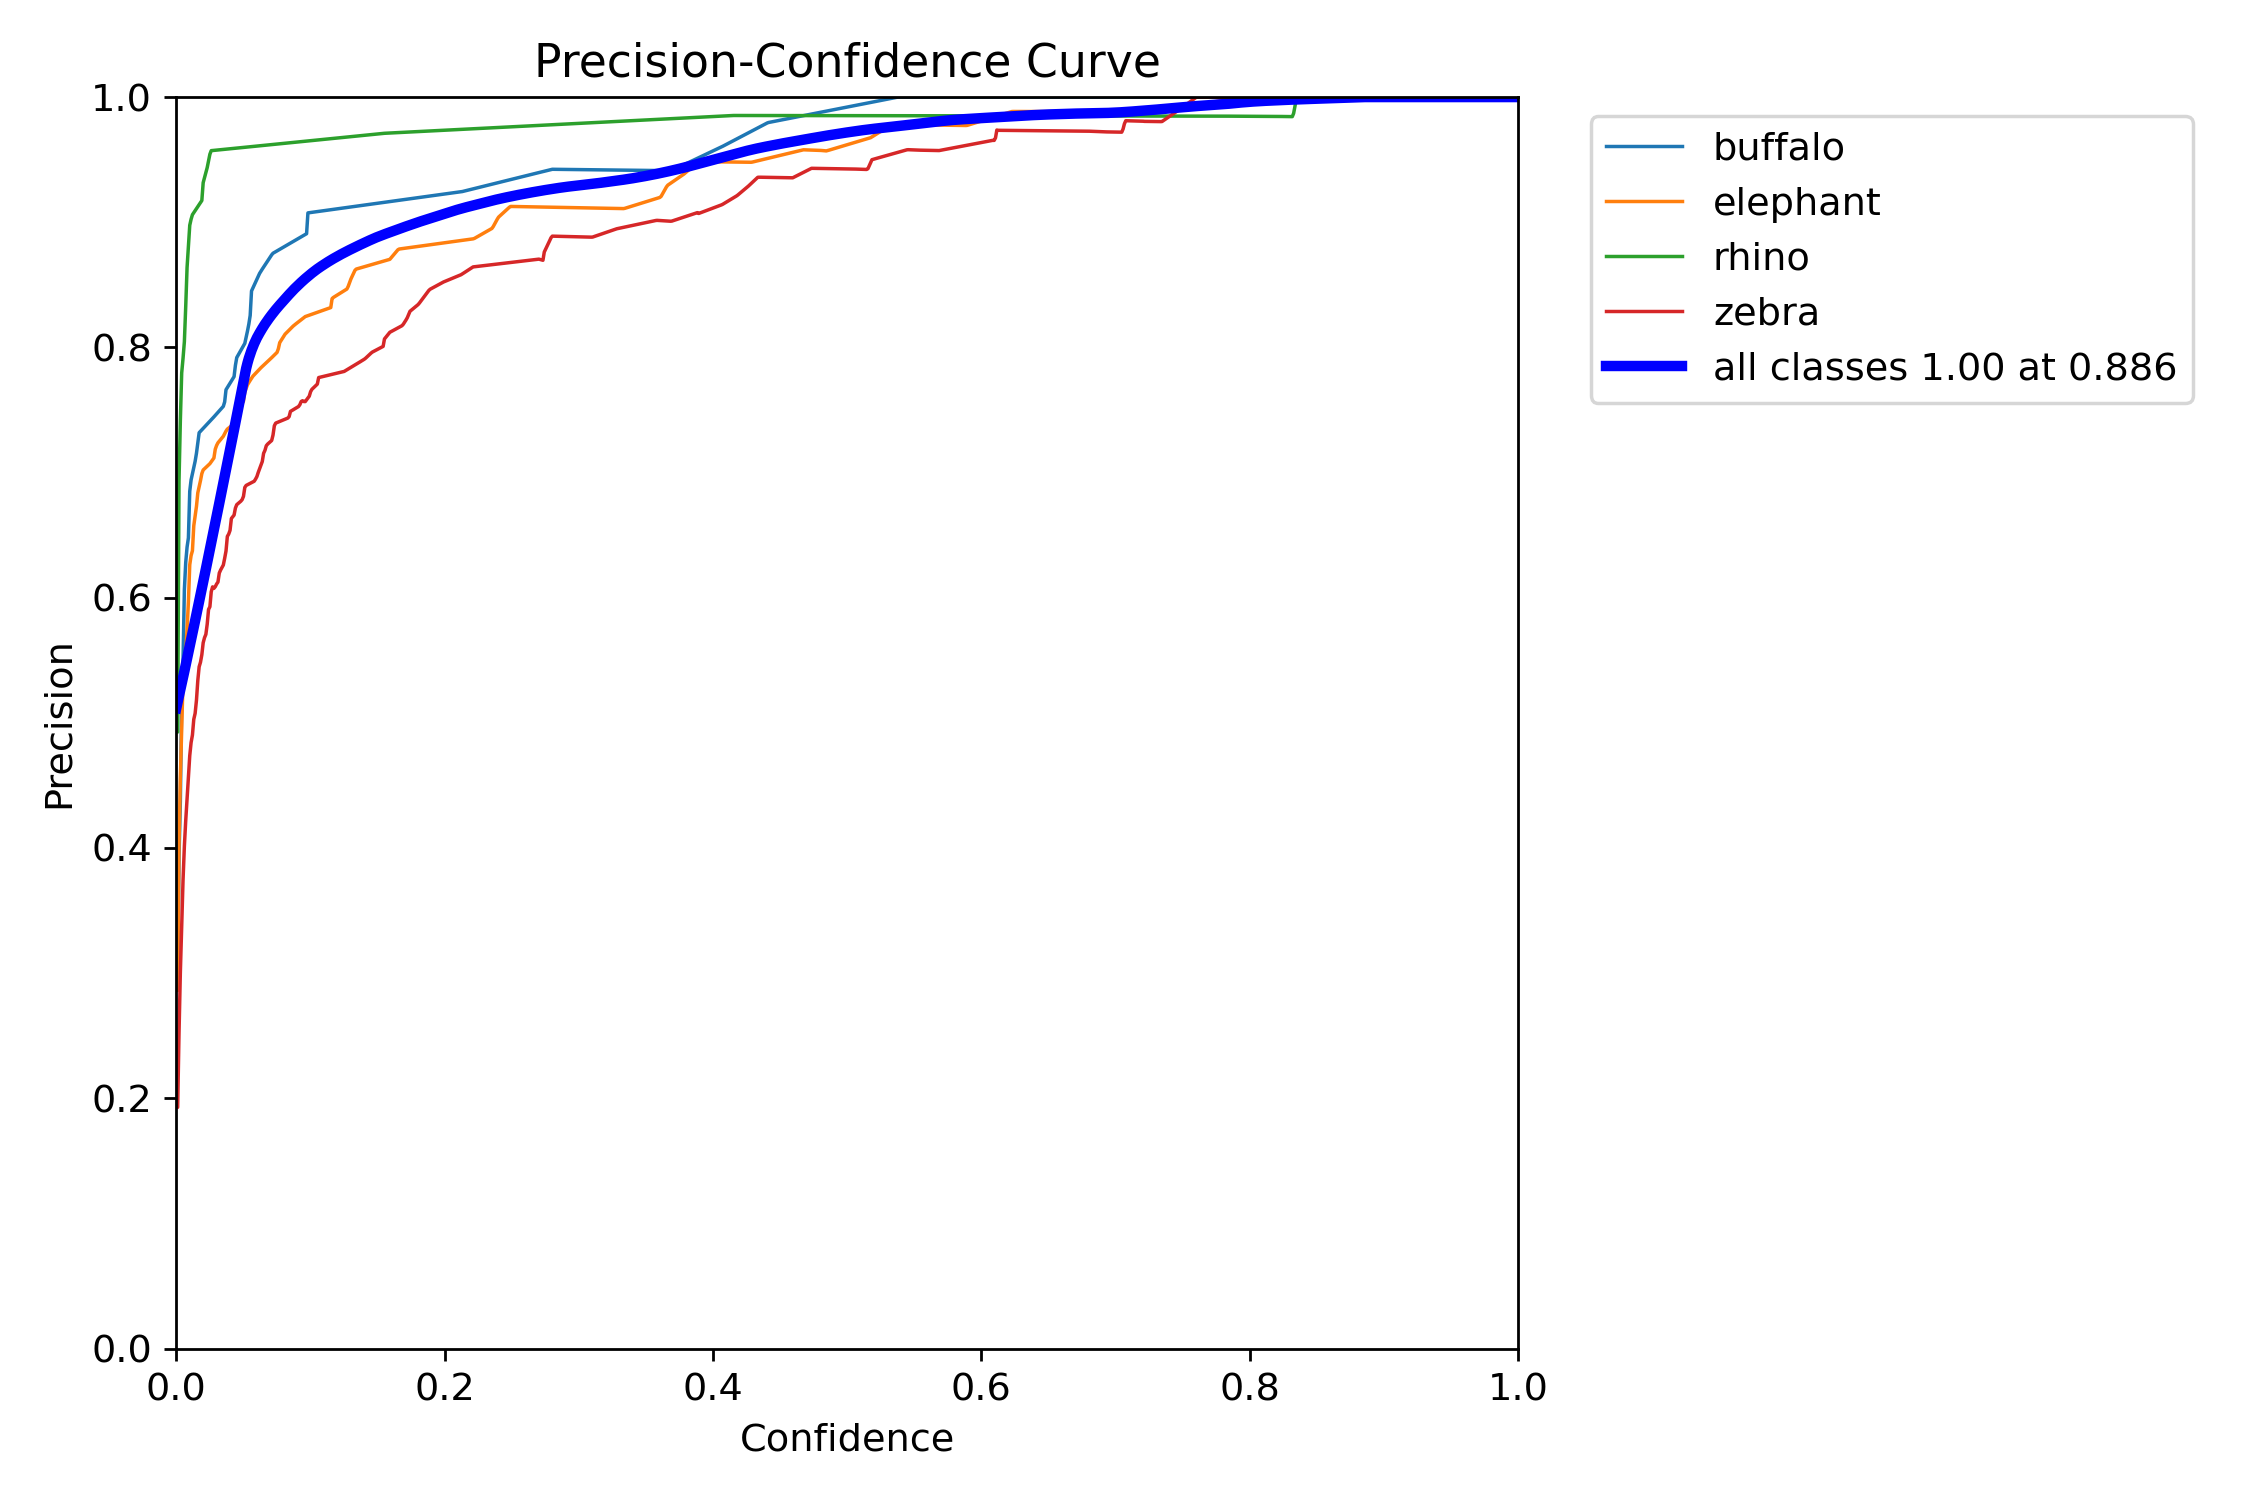 Precision-Confidence Curve
1.0
0.8
0.6
0.4
0.2
0.0
Precision
0.0 0.2 0.4 0.6 0.8 1.0
Confidence
buffalo
elephant
rhino
zebra
all classes 1.00 at 0.886